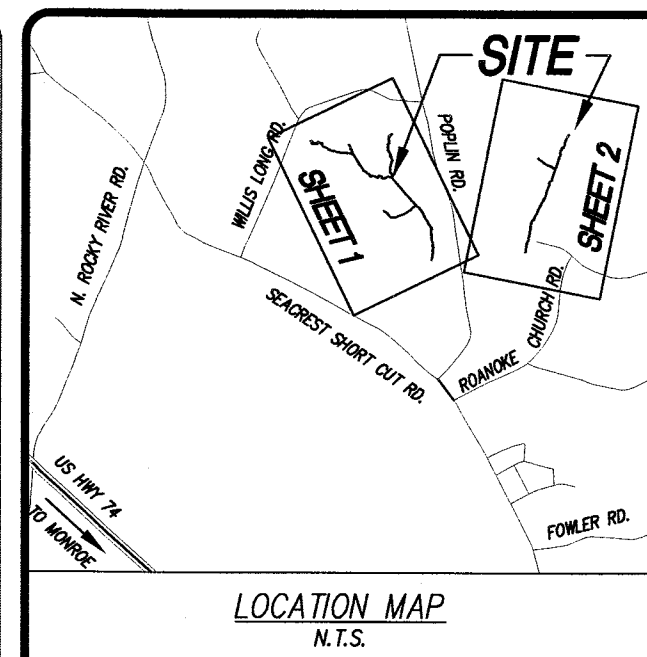 SITE
POPLIN RD.
WILLIS LONG RD.
SHEET 1
SHEET 2
N. ROCKY RIVER RD.
SEACREST SHORT CUT RD.
ROANOKE CHURCH RD.
US HWY 74
TO MONROE
FOWLER RD.
LOCATION MAP
N.T.S.